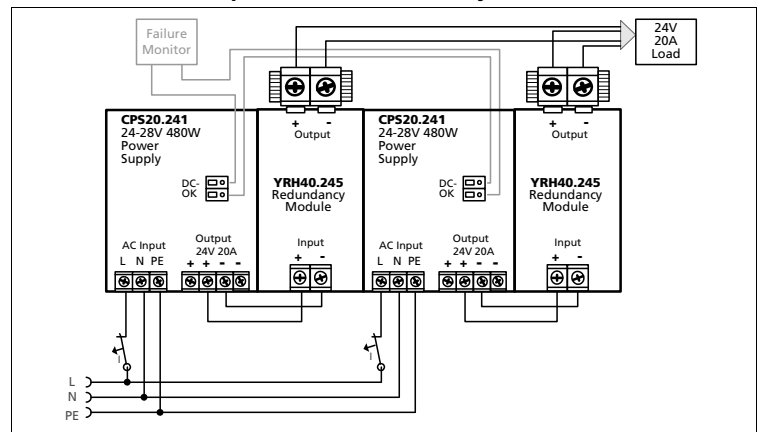 Failure
Monitor
24V
20A
Load
CPS20.241
24-28V 480W
Power
Supply
+ -
Output
CPS20.241
24-28V 480W
Power
Supply
+ -
Output
DC-
OK
YRH40.245
Redundancy
Module
DC-
OK
YRH40.245
Redundancy
Module
AC Input
L N PE
Output
24V 20A
+ + - -
Input
+ -
AC Input
L N PE
Output
24V 20A
+ + - -
Input
+ -
I
I
L
N
PE